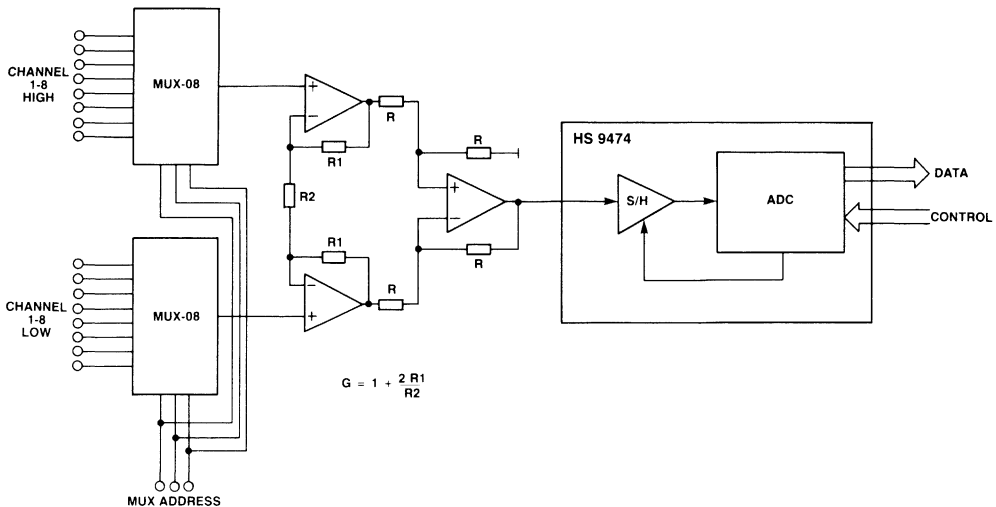 CHANNEL
1-8
HIGH
MUX-08
+
−
R
R1
R2
R1
R
+
−
R
R
+
−
HS 9474
S/H
ADC
DATA
CONTROL
CHANNEL
1-8
LOW
MUX-08
G = 1 + 2 R1
R2
MUX ADDRESS